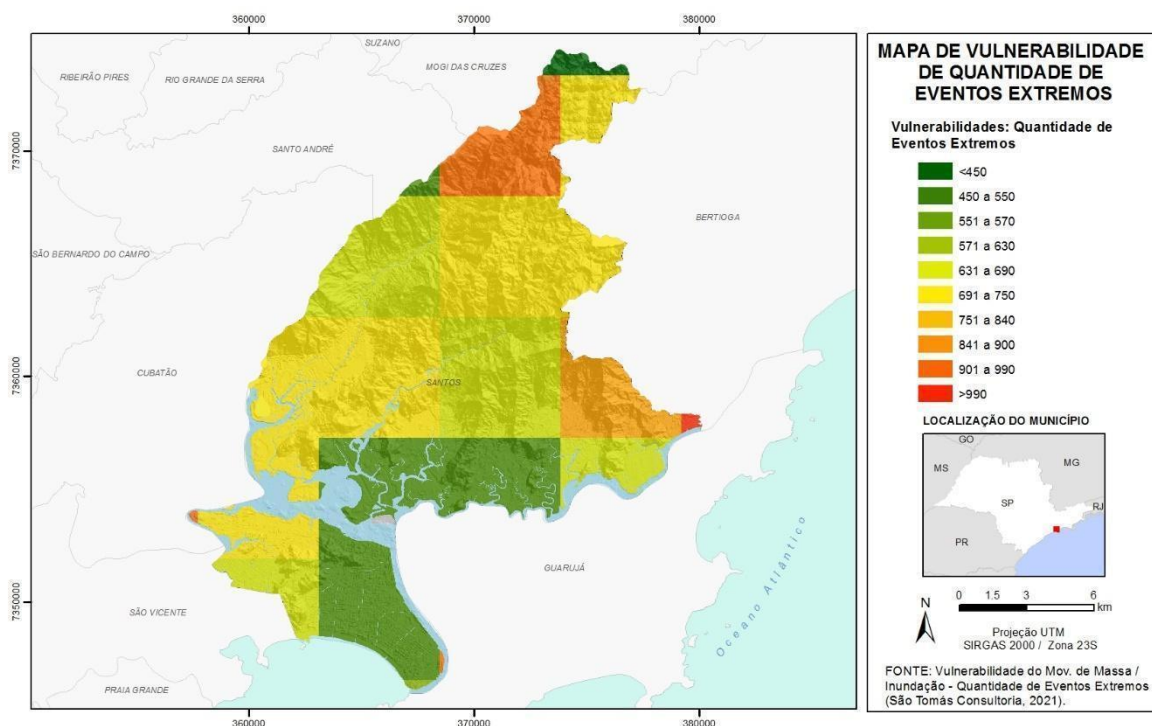 360000
370000
380000
SUZANO
MOGI DAS CRUZES
RIBEIRÃO PIRES
RIO GRANDE DA SERRA
7370000
SANTO ANDRÉ
BERTIOGA
SÃO BERNARDO DO CAMPO
CUBATÃO
7360000
SANTOS
GUARUJÁ
Oceano Atlântico
7350000
SÃO VICENTE
PRAIA GRANDE
360000
370000
380000
MAPA DE VULNERABILIDADE
DE QUANTIDADE DE
EVENTOS EXTREMOS
Vulnerabilidades: Quantidade de
Eventos Extremos
<450
450 a 550
551 a 570
571 a 630
631 a 690
691 a 750
751 a 840
841 a 900
901 a 990
>990
LOCALIZAÇÃO DO MUNICÍPIO
GO
MS
MG
SP
RJ
PR
N
0 1.5 3 6
km
Projeção UTM
SIRGAS 2000 / Zona 23S
FONTE: Vulnerabilidade do Mov. de Massa /
Inundação - Quantidade de Eventos Extremos
(São Tomás Consultoria, 2021).